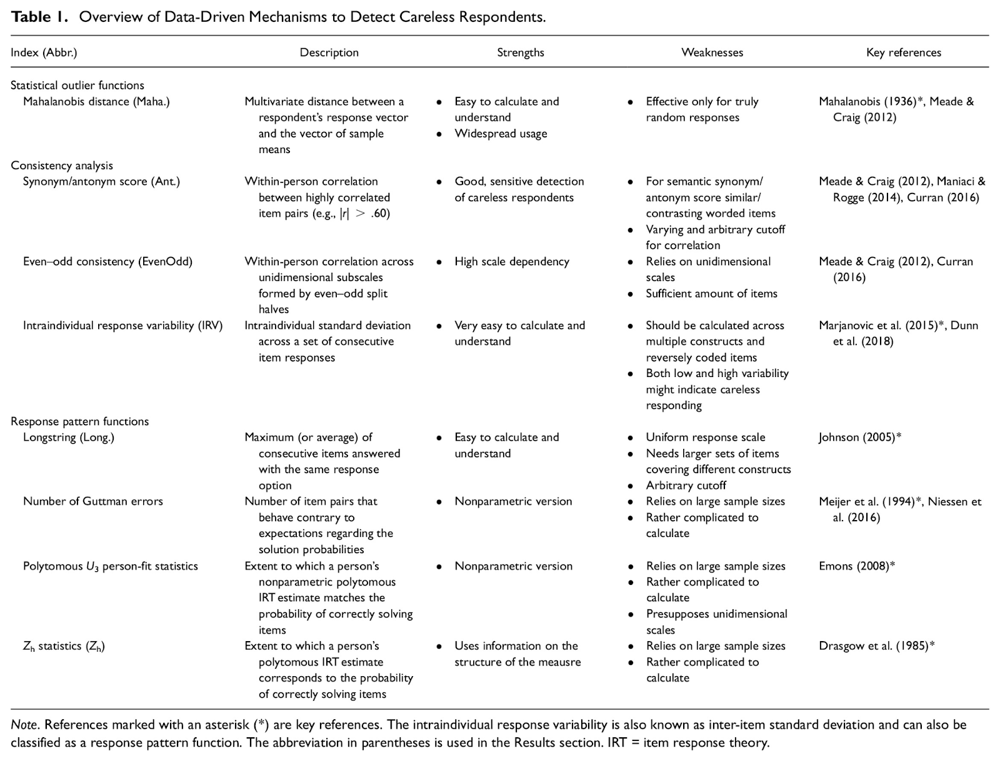 Table 1. Overview of Data-Driven Mechanisms to Detect Careless Respondents.
Index (Abbr.) Description Strengths Weaknesses Key references
Statistical outlier functions
Mahalanobis distance (Maha.) Multivariate distance between a • Easy to calculate and • Effective only for truly Mahalanobis (1936)*, Meade &
respondent's response vector understand random responses Craig (2012)
and the vector of sample • Widespread usage
means
Consistency analysis
Synonym/antonym score (Ant.) Within-person correlation • Good, sensitive detection • For semantic synonym/ Meade & Craig (2012), Maniaci &
between highly correlated of careless respondents antonym score similar/ Rogge (2014), Curran (2016)
item pairs (e.g., |r| > .60) contrasting worded items
• Varying and arbitrary cutoff
for correlation
Even–odd consistency (EvenOdd) Within-person correlation across • High scale dependency • Relies on unidimensional Meade & Craig (2012), Curran
unidimensional subscales scales (2016)
formed by even–odd split • Sufficient amount of items
halves
Intraindividual response variability (IRV) Intraindividual standard deviation • Very easy to calculate and • Should be calculated across Marjanovic et al. (2015)*, Dunn
across a set of consecutive understand multiple constructs and et al. (2018)
item responses reversely coded items
• Both low and high variability
might indicate careless
responding
Response pattern functions
Longstring (Long.) Maximum (or average) of • Easy to calculate and • Uniform response scale Johnson (2005)*
consecutive items answered understand • Needs larger sets of items
with the same response covering different constructs
option • Arbitrary cutoff
Number of Guttman errors Number of item pairs that • Nonparametric version • Relies on large sample sizes Meijer et al. (1994)*, Niessen et
behave contrary to • Rather complicated to al. (2016)
expectations regarding the calculate
solution probabilities
Polytomous U3 person-fit statistics Extent to which a person's • Nonparametric version • Relies on large sample sizes Emons (2008)*
nonparametric polytomous • Rather complicated to
IRT estimate matches the calculate
probability of correctly solving • Presupposes unidimensional
items scales
Zh statistics (Zh) Extent to which a person's • Uses information on the • Relies on large sample sizes Drasgow et al. (1985)*
polytomous IRT estimate structure of the meausre • Rather complicated to
corresponds to the probability calculate
of correctly solving items
Note. References marked with an asterisk (*) are key references. The intraindividual response variability is also known as inter-item standard deviation and can also be
classified as a response pattern function. The abbreviation in parentheses is used in the Results section. IRT = item response theory.